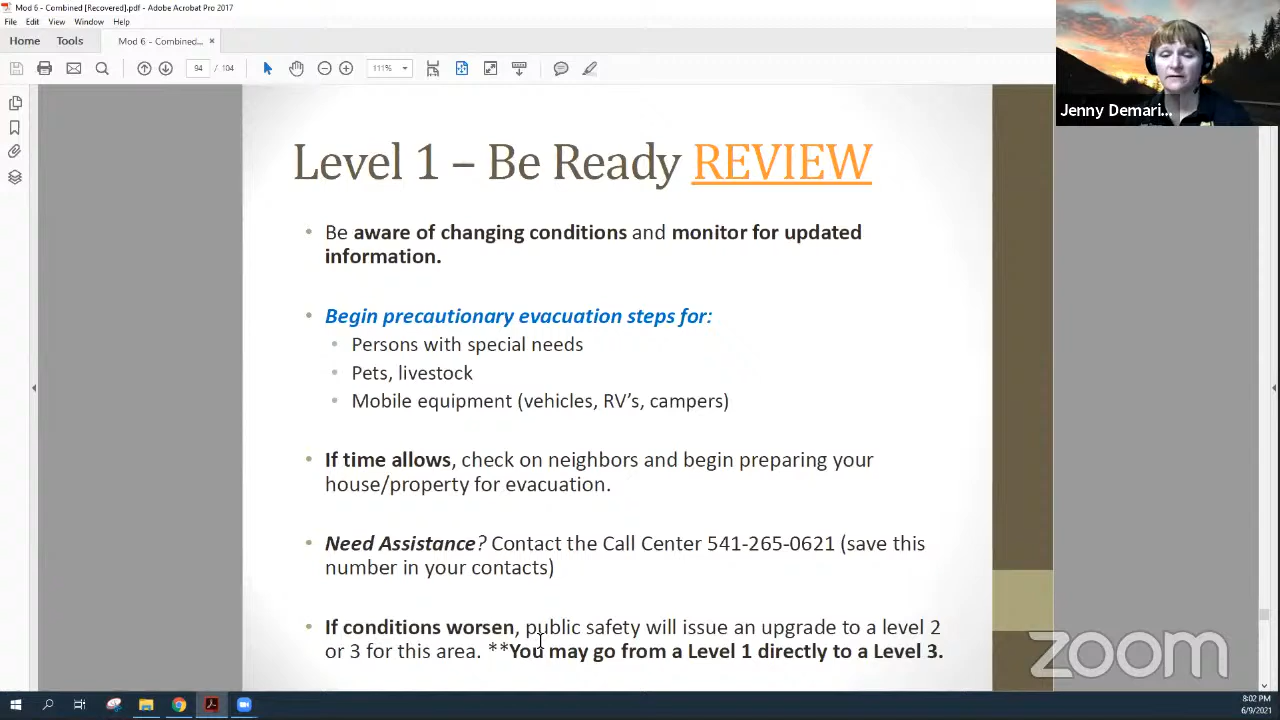 Mod 6 - Combined [Recovered].pdf - Adobe Acrobat Pro 2017
File Edit View Window Help
Home Tools Mod 6 - Combined... ×
94 / 104 111%
Jenny Demari...
Level 1 – Be Ready REVIEW
• Be aware of changing conditions and monitor for updated
information.
• Begin precautionary evacuation steps for:
• Persons with special needs
• Pets, livestock
• Mobile equipment (vehicles, RV’s, campers)
• If time allows, check on neighbors and begin preparing your
house/property for evacuation.
• Need Assistance? Contact the Call Center 541-265-0621 (save this
number in your contacts)
• If conditions worsen, public safety will issue an upgrade to a level 2
or 3 for this area. **You may go from a Level 1 directly to a Level 3.
zoom
8:02 PM
6/9/2021